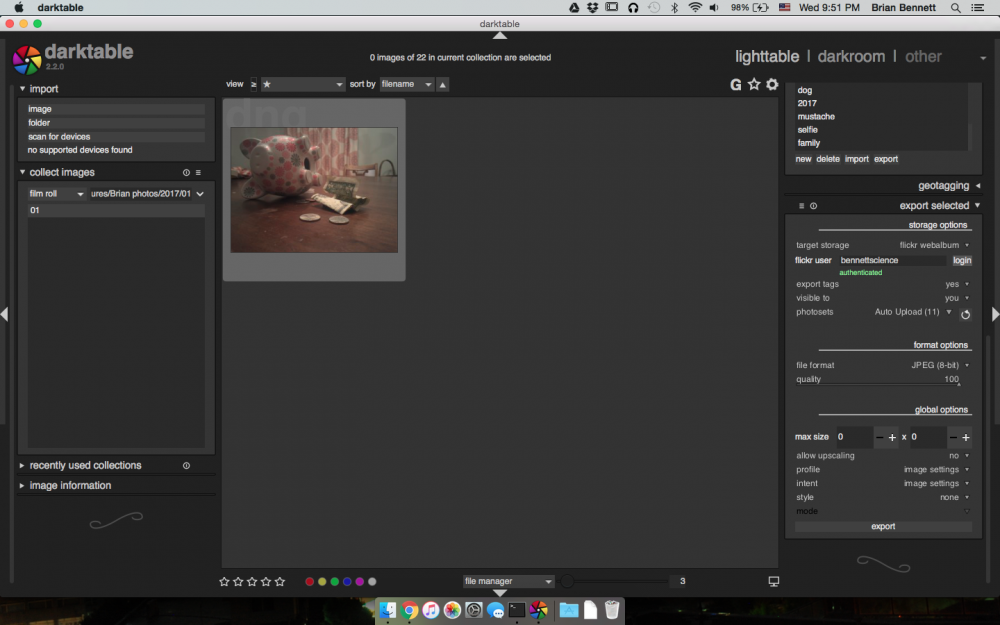 darktable
98%
Wed 9:51 PM
Brian Bennett
darktable
darktable
2.2.0
0 images of 22 in current collection are selected
lighttable | darkroom | other
view ≥ ★
sort by filename
G
import
image
folder
scan for devices
no supported devices found
collect images
film roll
ures/Brian photos/2017/01
01
recently used collections
image information
dng
file manager
3
dog
2017
mustache
selfie
family
new delete import export
geotagging
export selected
storage options
target storage flickr webalbum
flickr user bennettscience login
authenticated
export tags yes
visible to you
photosets Auto Upload (11)
format options
file format JPEG (8-bit)
quality 100
global options
max size 0 − + x 0 − +
allow upscaling no
profile image settings
intent image settings
style none
mode
export